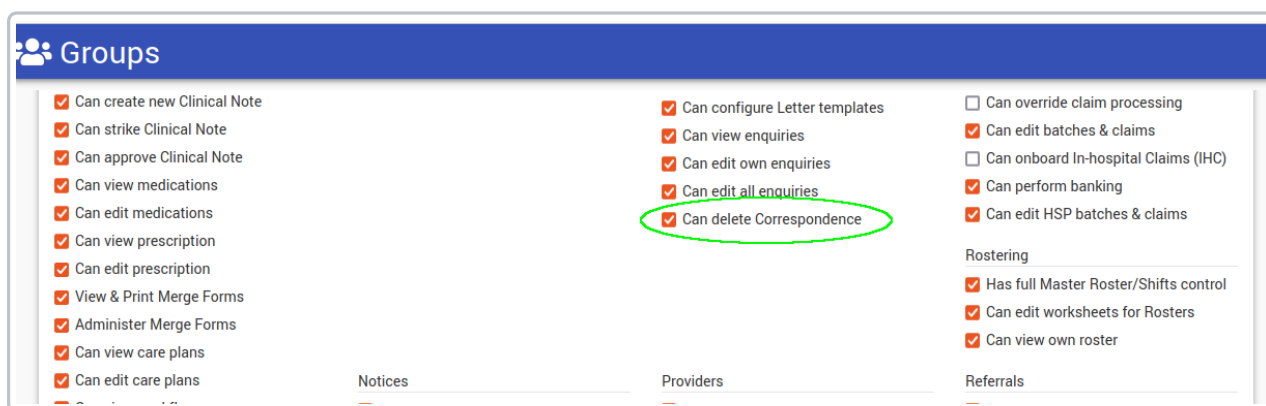 Groups
Can create new Clinical Note
Can strike Clinical Note
Can approve Clinical Note
Can view medications
Can edit medications
Can view prescription
Can edit prescription
View & Print Merge Forms
Administer Merge Forms
Can view care plans
Can edit care plans
Notices
Can configure Letter templates
Can view enquiries
Can edit own enquiries
Can edit all enquiries
Can delete Correspondence
Providers
Can override claim processing
Can edit batches & claims
Can onboard In-hospital Claims (IHC)
Can perform banking
Can edit HSP batches & claims
Rostering
Has full Master Roster/Shifts control
Can edit worksheets for Rosters
Can view own roster
Referrals